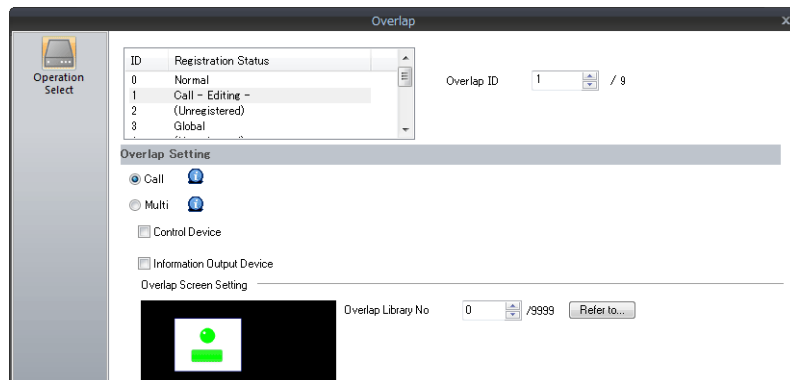 Overlap x
Operation
Select
ID Registration Status
0 Normal
1 Call - Editing -
2 (Unregistered)
3 Global
Overlap ID 1 / 9
Overlap Setting
Call
Multi
Control Device
Information Output Device
Overlap Screen Setting
Overlap Library No 0 /9999 Refer to...